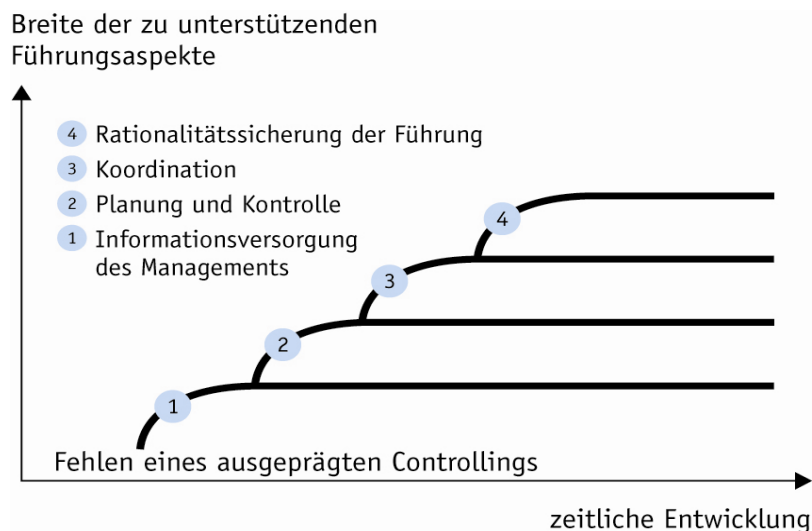 Breite der zu unterstützenden
Führungsaspekte
4 Rationalitätssicherung der Führung
3 Koordination
2 Planung und Kontrolle
1 Informationsversorgung
des Managements
4
3
2
1
Fehlen eines ausgeprägten Controllings
zeitliche Entwicklung